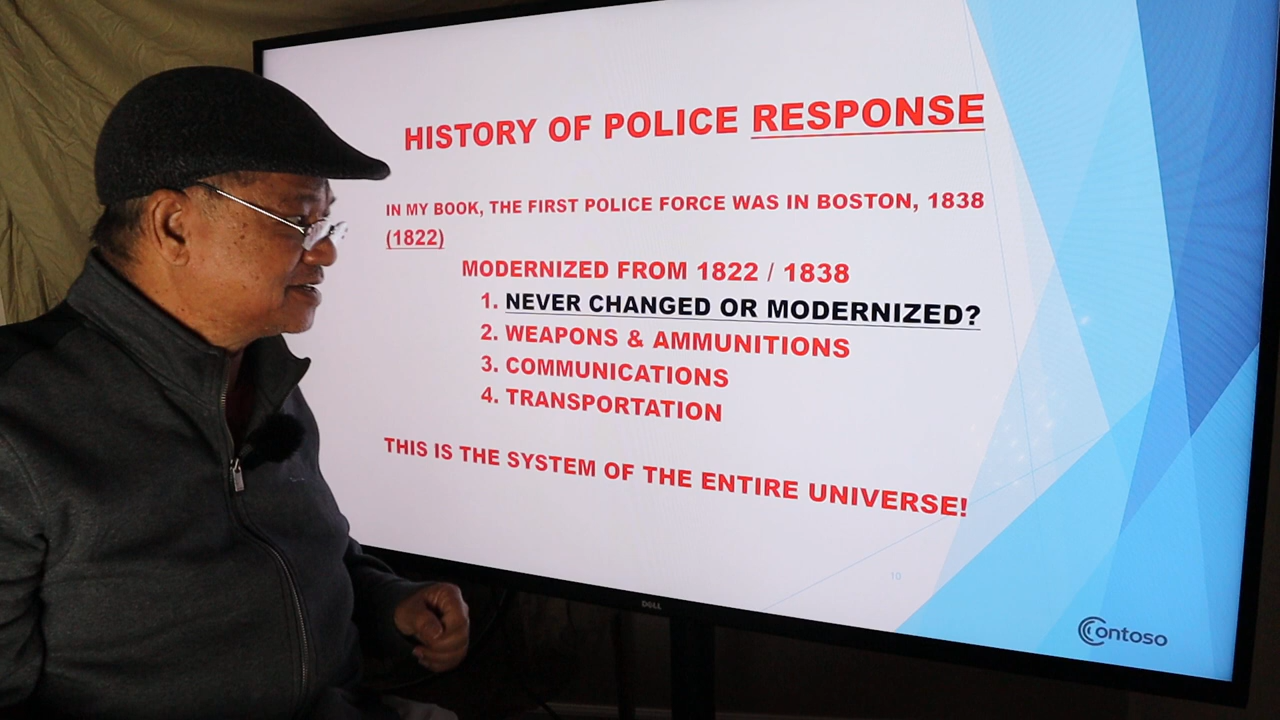 HISTORY OF POLICE RESPONSE
IN MY BOOK, THE FIRST POLICE FORCE WAS IN BOSTON, 1838
(1822)
MODERNIZED FROM 1822 / 1838
1. NEVER CHANGED OR MODERNIZED?
2. WEAPONS & AMMUNITIONS
3. COMMUNICATIONS
4. TRANSPORTATION
THIS IS THE SYSTEM OF THE ENTIRE UNIVERSE!
10
Contoso
DELL